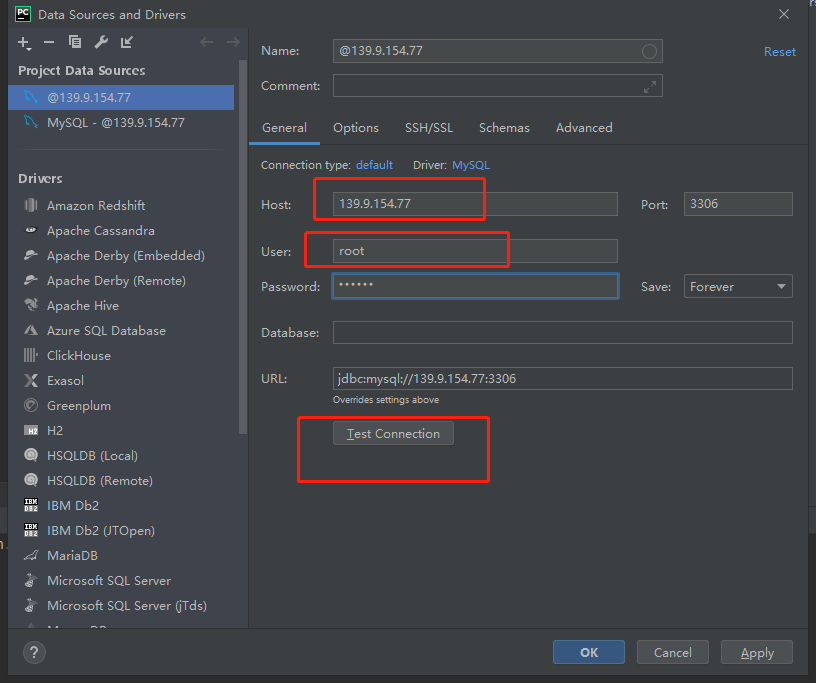 PC Data Sources and Drivers
Project Data Sources
@139.9.154.77
MySQL - @139.9.154.77
Drivers
Amazon Redshift
Apache Cassandra
Apache Derby (Embedded)
Apache Derby (Remote)
Apache Hive
Azure SQL Database
ClickHouse
Exasol
Greenplum
H2 H2
HSQLDB (Local)
HSQLDB (Remote)
IBM DB2 IBM Db2
IBM DB2 IBM Db2 (JTOpen)
MariaDB
Microsoft SQL Server
Microsoft SQL Server (jTds)
Name: @139.9.154.77 Reset
Comment:
General Options SSH/SSL Schemas Advanced
Connection type: default Driver: MySQL
Host: 139.9.154.77 Port: 3306
User: root
Password: •••••• Save: Forever
Database:
URL: jdbc:mysql://139.9.154.77:3306
Overrides settings above
Test Connection
? OK Cancel Apply